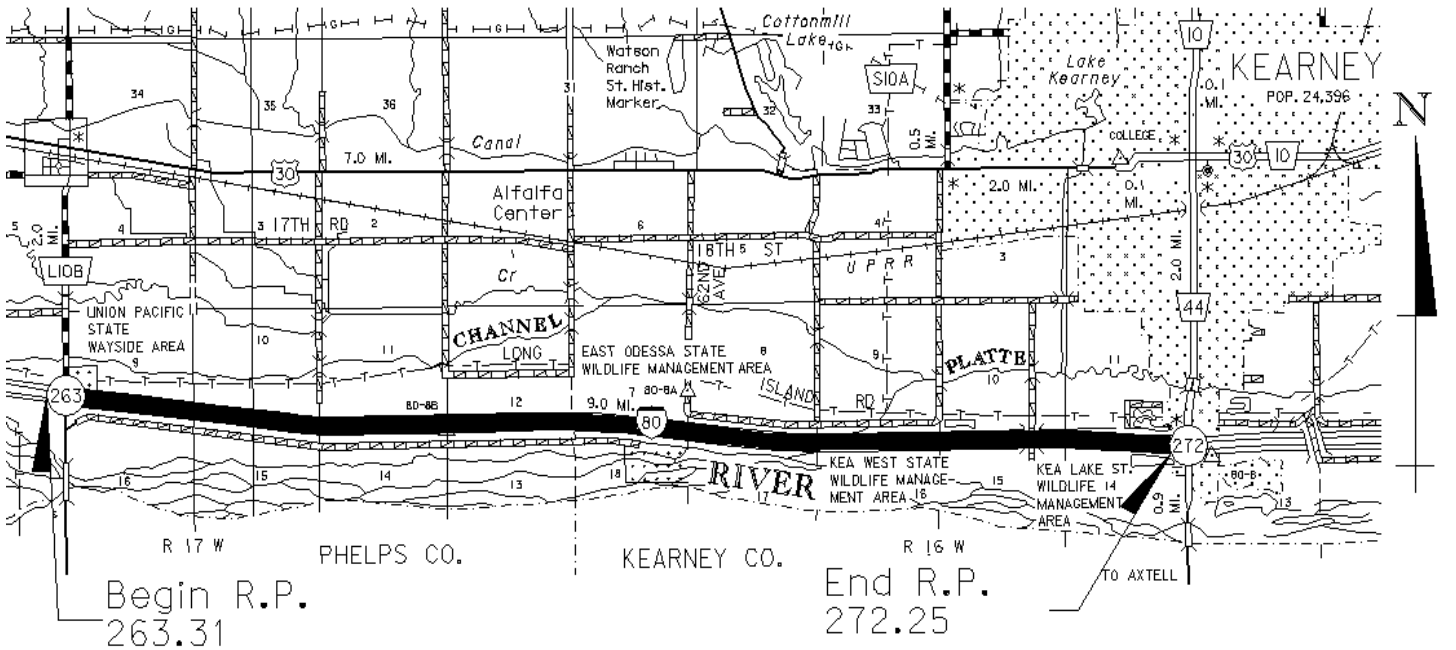 G
G
Cottonmill
Lake
G
T
10
KEARNEY
POP. 24,396
N
Watson
Ranch
St. Hist.
Marker
31
S10A
Lake
Kearney
0.1
MI.
34
35
36
32
33
0.5
MI.
COLLEGE
Canal
7.0 MI.
30
30
10
2.0 MI.
0.1
MI.
Alfalfa
Center
5
2.0
MI.
4
3
17TH RD
2
6
18TH
5
ST
4
3
2.0 MI.
UPRR
L10B
Cr
62ND
AVE
44
UNION PACIFIC
STATE
WAYSIDE AREA
9
10
11
CHANNEL
LONG
EAST ODESSA STATE
WILDLIFE MANAGEMENT AREA
8
9
PLATTE
10
11
263
80-8B
12
9.0 MI.
7
80-8A
ISLAND
RD
80
272
16
15
14
13
18
RIVER
17
KEA WEST STATE
WILDLIFE MANAGE-
MENT AREA
16
15
KEA LAKE ST.
WILDLIFE 14
MANAGEMENT
AREA
0.9
MI.
13
R 17 W
PHELPS CO.
KEARNEY CO.
R 16 W
TO AXTELL
Begin R.P.
263.31
End R.P.
272.25